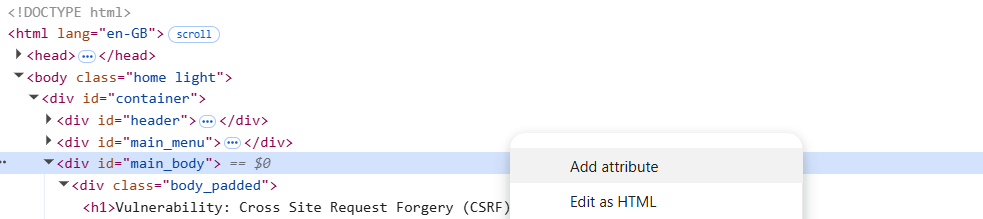 <!DOCTYPE html>
<html lang="en-GB"> scroll
<head> ··· </head>
<body class="home light">
<div id="container">
<div id="header"> ··· </div>
<div id="main_menu"> ··· </div>
··· <div id="main_body"> == $0
<div class="body_padded">
<h1>Vulnerability: Cross Site Request Forgery (CSRF)
Add attribute
Edit as HTML